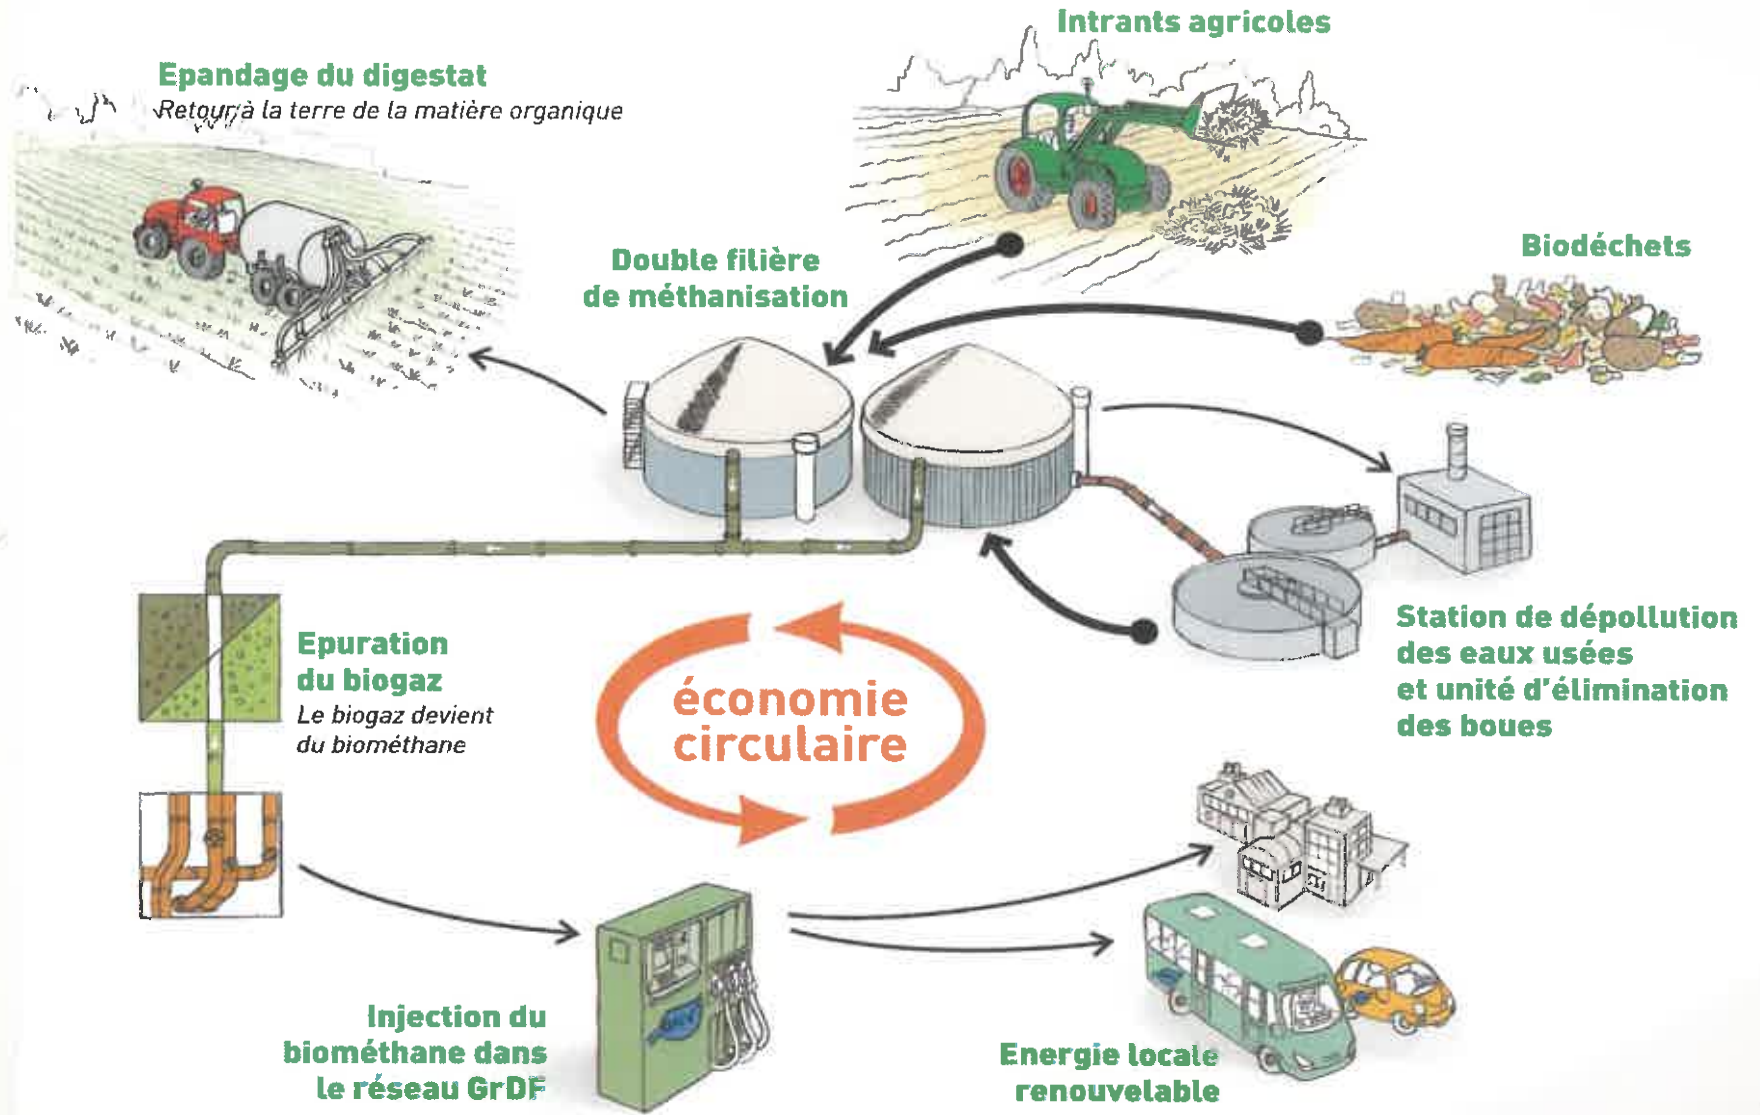 Intrants agricoles
Epandage du digestat
Retour à la terre de la matière organique
Double filière
de méthanisation
Biodéchets
Epuration
du biogaz
Le biogaz devient
du biométhane
économie
circulaire
Station de dépollution
des eaux usées
et unité d'élimination
des boues
Injection du
biométhane dans
le réseau GrDF
Energie locale
renouvelable